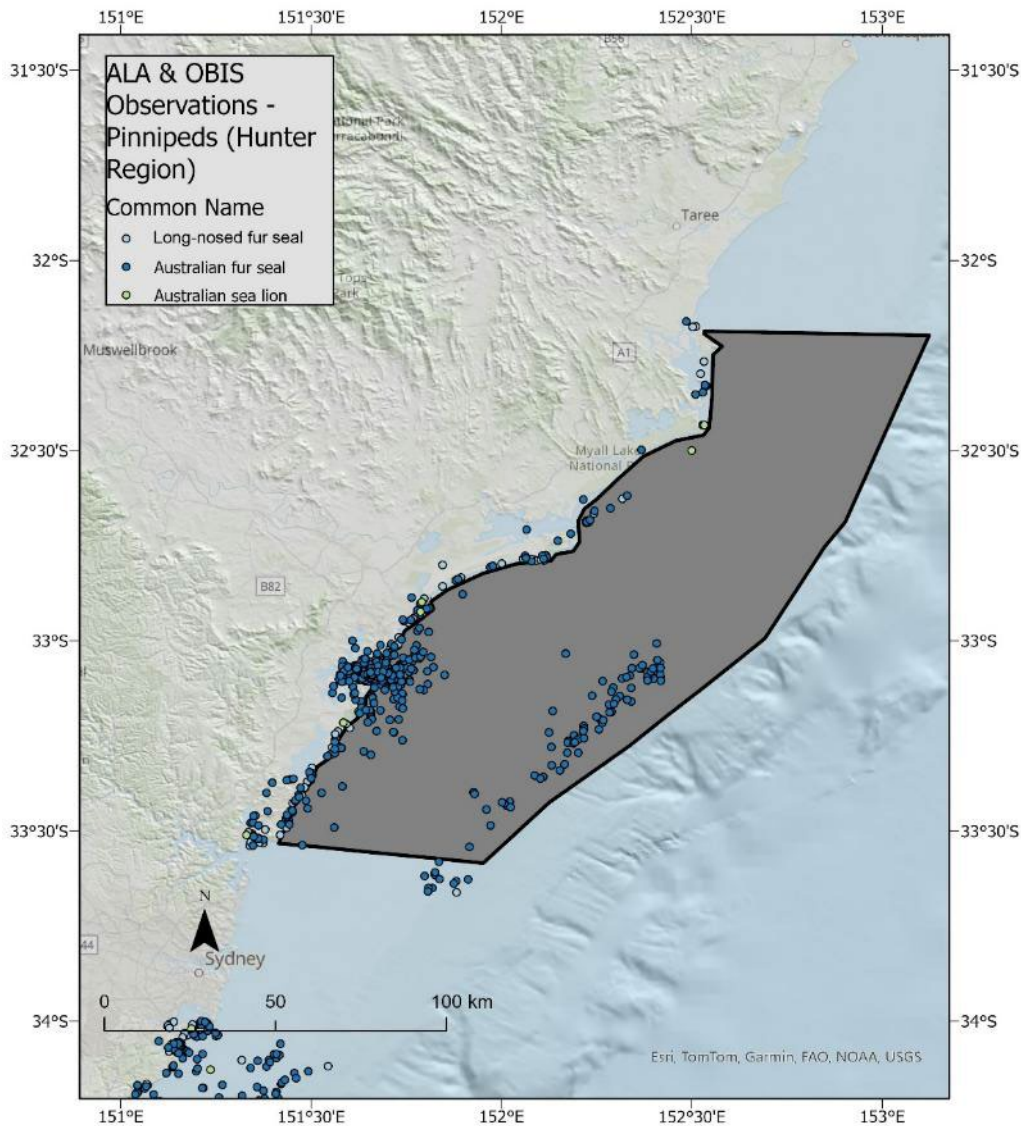 151°E 151°30'E 152°E 152°30'E 153°E
31°30'S 31°30'S
ALA & OBIS
Observations -
Pinnipeds (Hunter
Region)
Common Name
Long-nosed fur seal
Australian fur seal
Australian sea lion
B56
Taree
32°S 32°S
Muswellbrook
A1
32°30'S 32°30'S
Myall Lake
National
B82
33°S 33°S
33°30'S 33°30'S
N
44
Sydney
0 50 100 km
34°S 34°S
Esri, TomTom, Garmin, FAO, NOAA, USGS
151°E 151°30'E 152°E 152°30'E 153°E